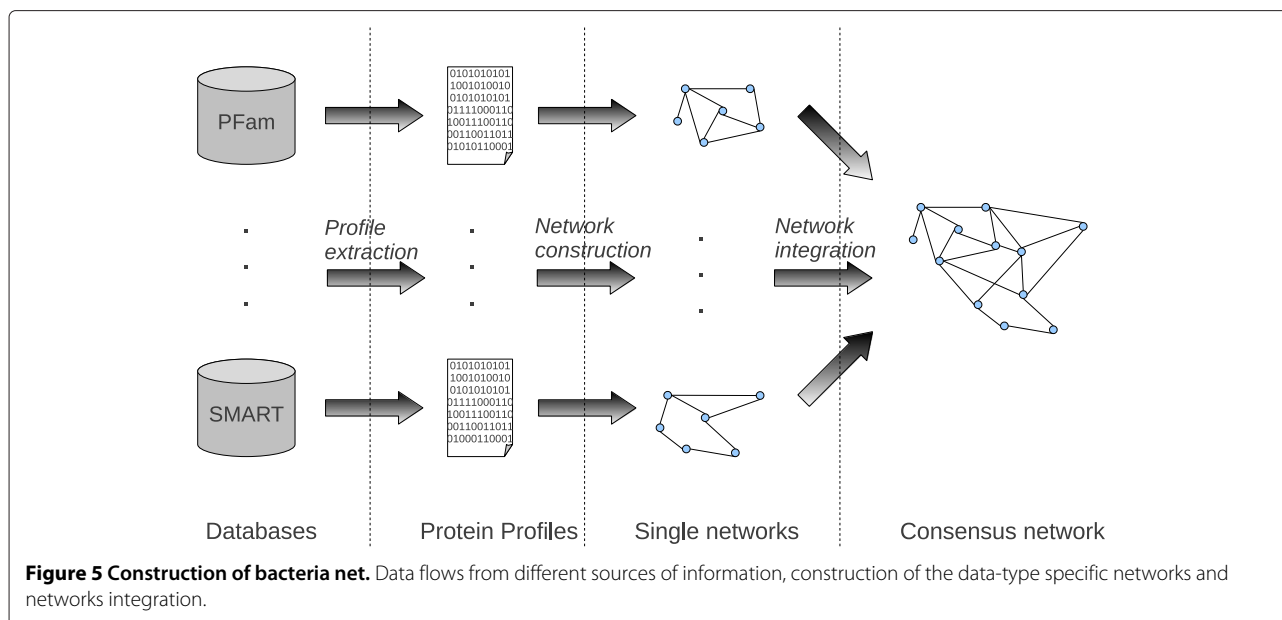 PFam
0101010101
1001010010
0101010101
01111000110
10011100110
00110011011
01010110001
Profile
extraction
Network
construction
Network
integration
SMART
0101010101
1001010010
0101010101
01111000110
10011100110
00110011011
01000110001
Databases
Protein Profiles
Single networks
Consensus network
Figure 5 Construction of bacteria net. Data flows from different sources of information, construction of the data-type specific networks and
networks integration.